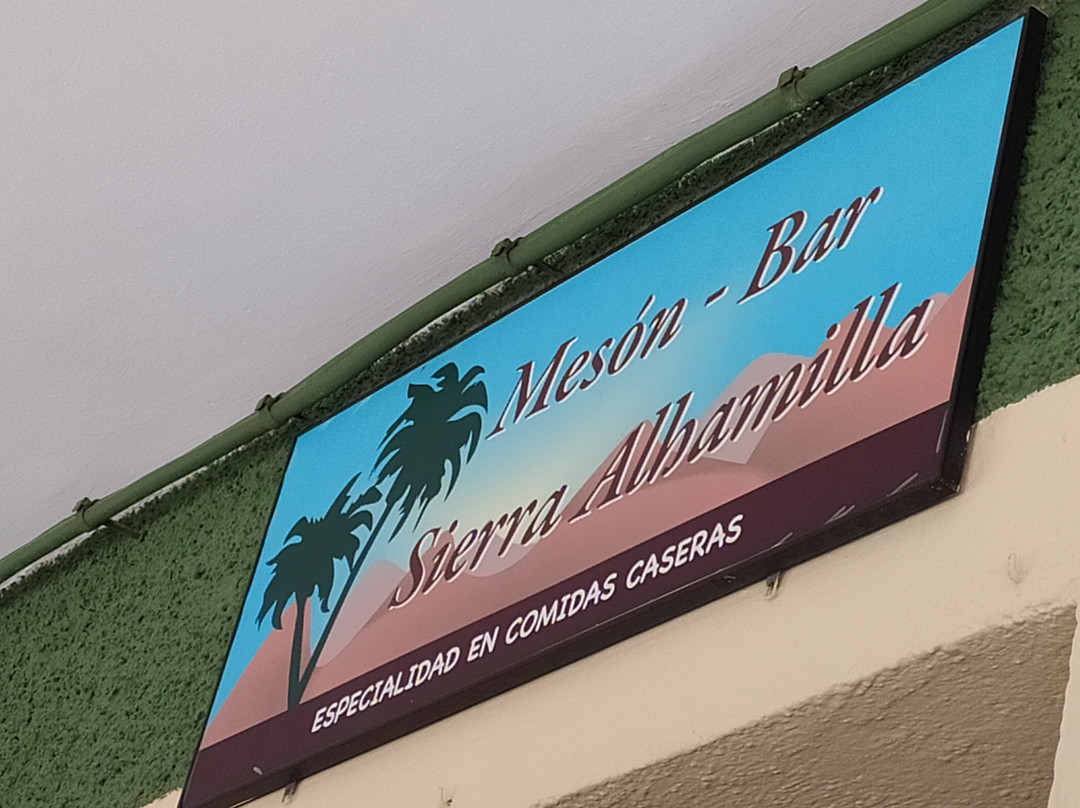 Mesón - Bar
Sierra Alhamilla
ESPECIALIDAD EN COMIDAS CASERAS